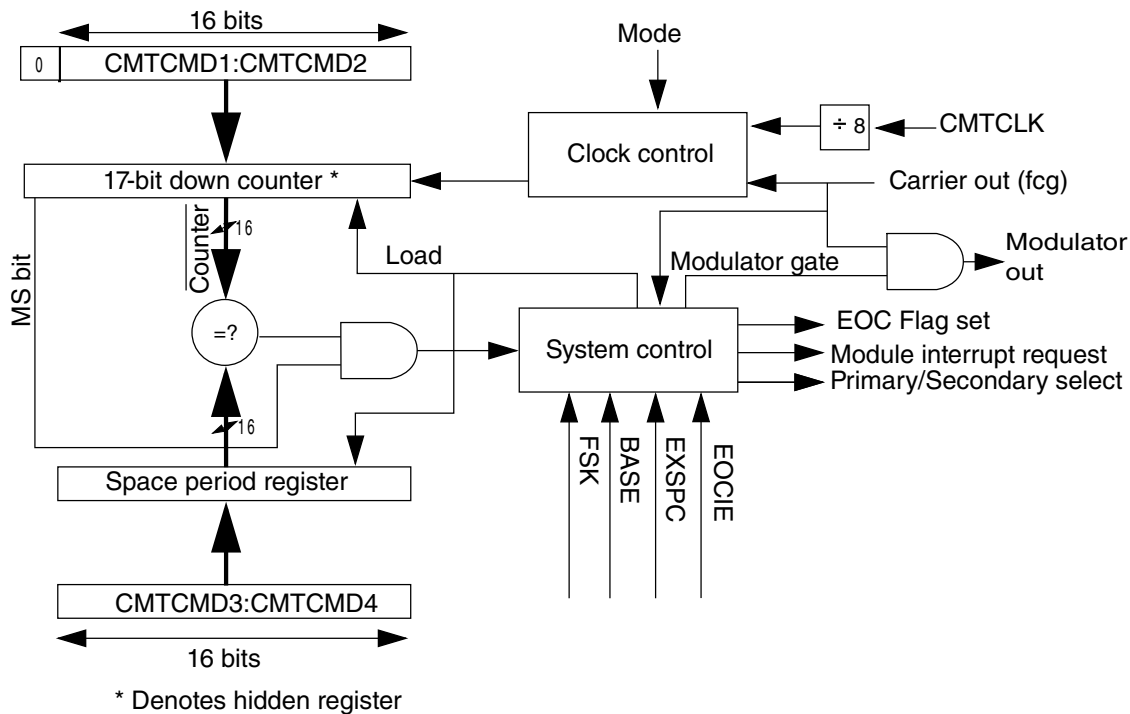 16 bits
Mode
0
CMTCMD1:CMTCMD2
÷ 8
CMTCLK
Clock control
17-bit down counter *
Carrier out (fcg)
MS bit
Counter
16
Load
Modulator gate
Modulator
out
=?
System control
EOC Flag set
Module interrupt request
Primary/Secondary select
16
FSK
BASE
EXSPC
EOCIE
Space period register
CMTCMD3:CMTCMD4
16 bits
* Denotes hidden register